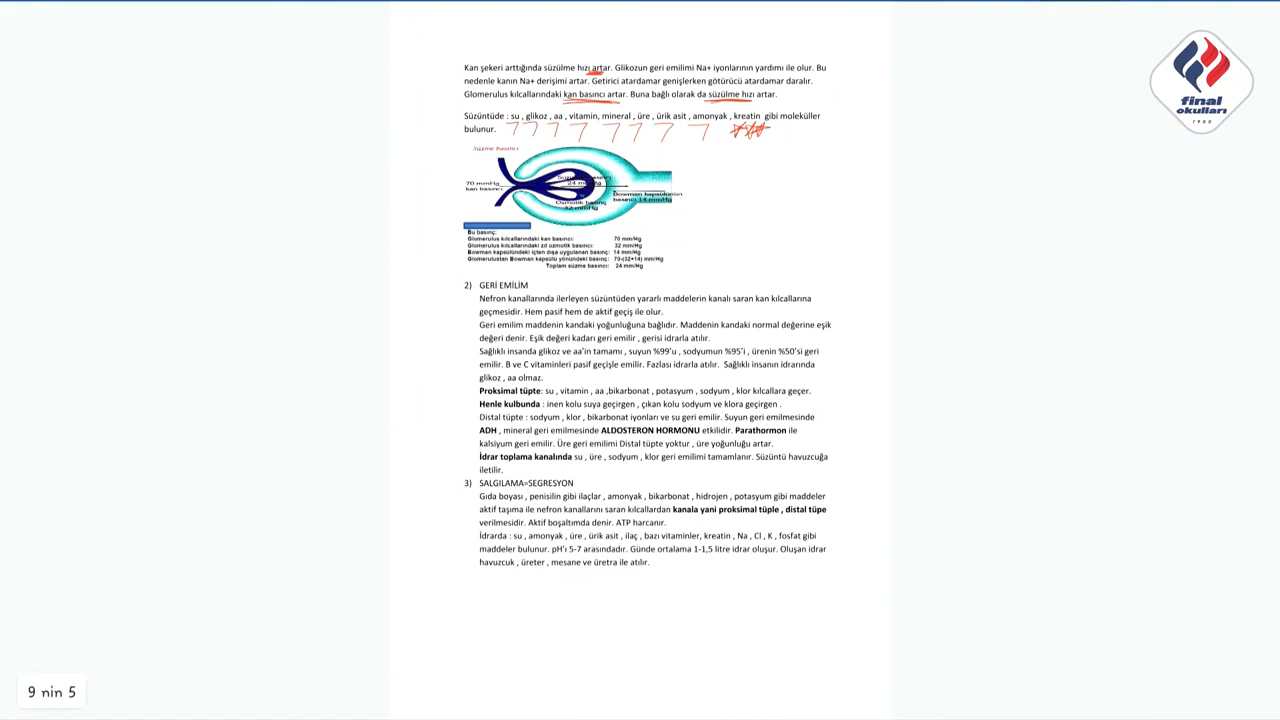 Kan şekeri arttığında süzülme hızı artar. Glikozun geri emilimi Na+ iyonlarının yardımı ile olur. Bu
nedenle kanın Na+ derişimi artar. Getirici atardamar genişlerken götürücü atardamar daralır.
Glomerulus kılcallarındaki kan basıncı artar. Buna bağlı olarak da süzülme hızı artar.
Süzüntüde : su , glikoz , aa , vitamin, mineral , üre , ürik asit , amonyak , kreatin gibi moleküller
bulunur.
Süzme basıncı
70 mmHg
kan basıncı
24 mmHg
Ozmotik basınç
32 mmHg
Bowman kapsülünün
basıncı 14 mmHg
Bu basınç:
Glomerulus kılcallarındaki kan basıncı: 70 mm/Hg
Glomerulus kılcallarındaki zıt ozmotik basıncı: 32 mm/Hg
Bowman kapsülündeki içten dışa uygulanan basınç: 14 mm/Hg
Glomerulustan Bowman kapsülü yönündeki basınç: 70-(32+14) mm/Hg
Toplam süzme basıncı: 24 mm/Hg
2) GERİ EMİLİM
Nefron kanallarında ilerleyen süzüntüden yararlı maddelerin kanalı saran kan kılcallarına
geçmesidir. Hem pasif hem de aktif geçiş ile olur.
Geri emilim maddenin kandaki yoğunluğuna bağlıdır. Maddenin kandaki normal değerine eşik
değeri denir. Eşik değeri kadarı geri emilir , gerisi idrarla atılır.
Sağlıklı insanda glikoz ve aa'in tamamı , suyun %99'u , sodyumun %95'i , ürenin %50'si geri
emilir. B ve C vitaminleri pasif geçişle emilir. Fazlası idrarla atılır. Sağlıklı insanın idrarında
glikoz , aa olmaz.
Proksimal tüpte: su , vitamin , aa ,bikarbonat , potasyum , sodyum , klor kılcallara geçer.
Henle kulbunda : inen kolu suya geçirgen , çıkan kolu sodyum ve klora geçirgen .
Distal tüpte : sodyum , klor , bikarbonat iyonları ve su geri emilir. Suyun geri emilmesinde
ADH , mineral geri emilmesinde ALDOSTERON HORMONU etkilidir. Parathormon ile
kalsiyum geri emilir. Üre geri emilimi Distal tüpte yoktur , üre yoğunluğu artar.
İdrar toplama kanalında su , üre , sodyum , klor geri emilimi tamamlanır. Süzüntü havuzcuğa
iletilir.
3) SALGILAMA=SEGRESYON
Gıda boyası , penisilin gibi ilaçlar , amonyak , bikarbonat , hidrojen , potasyum gibi maddeler
aktif taşıma ile nefron kanallarını saran kılcallardan kanala yani proksimal tüple , distal tüpe
verilmesidir. Aktif boşaltımda denir. ATP harcanır.
İdrarda : su , amonyak , üre , ürik asit , ilaç , bazı vitaminler, kreatin , Na , Cl , K , fosfat gibi
maddeler bulunur. pH'ı 5-7 arasındadır. Günde ortalama 1-1,5 litre idrar oluşur. Oluşan idrar
havuzcuk , üreter , mesane ve üretra ile atılır.
final
okulları
1980
9 nin 5